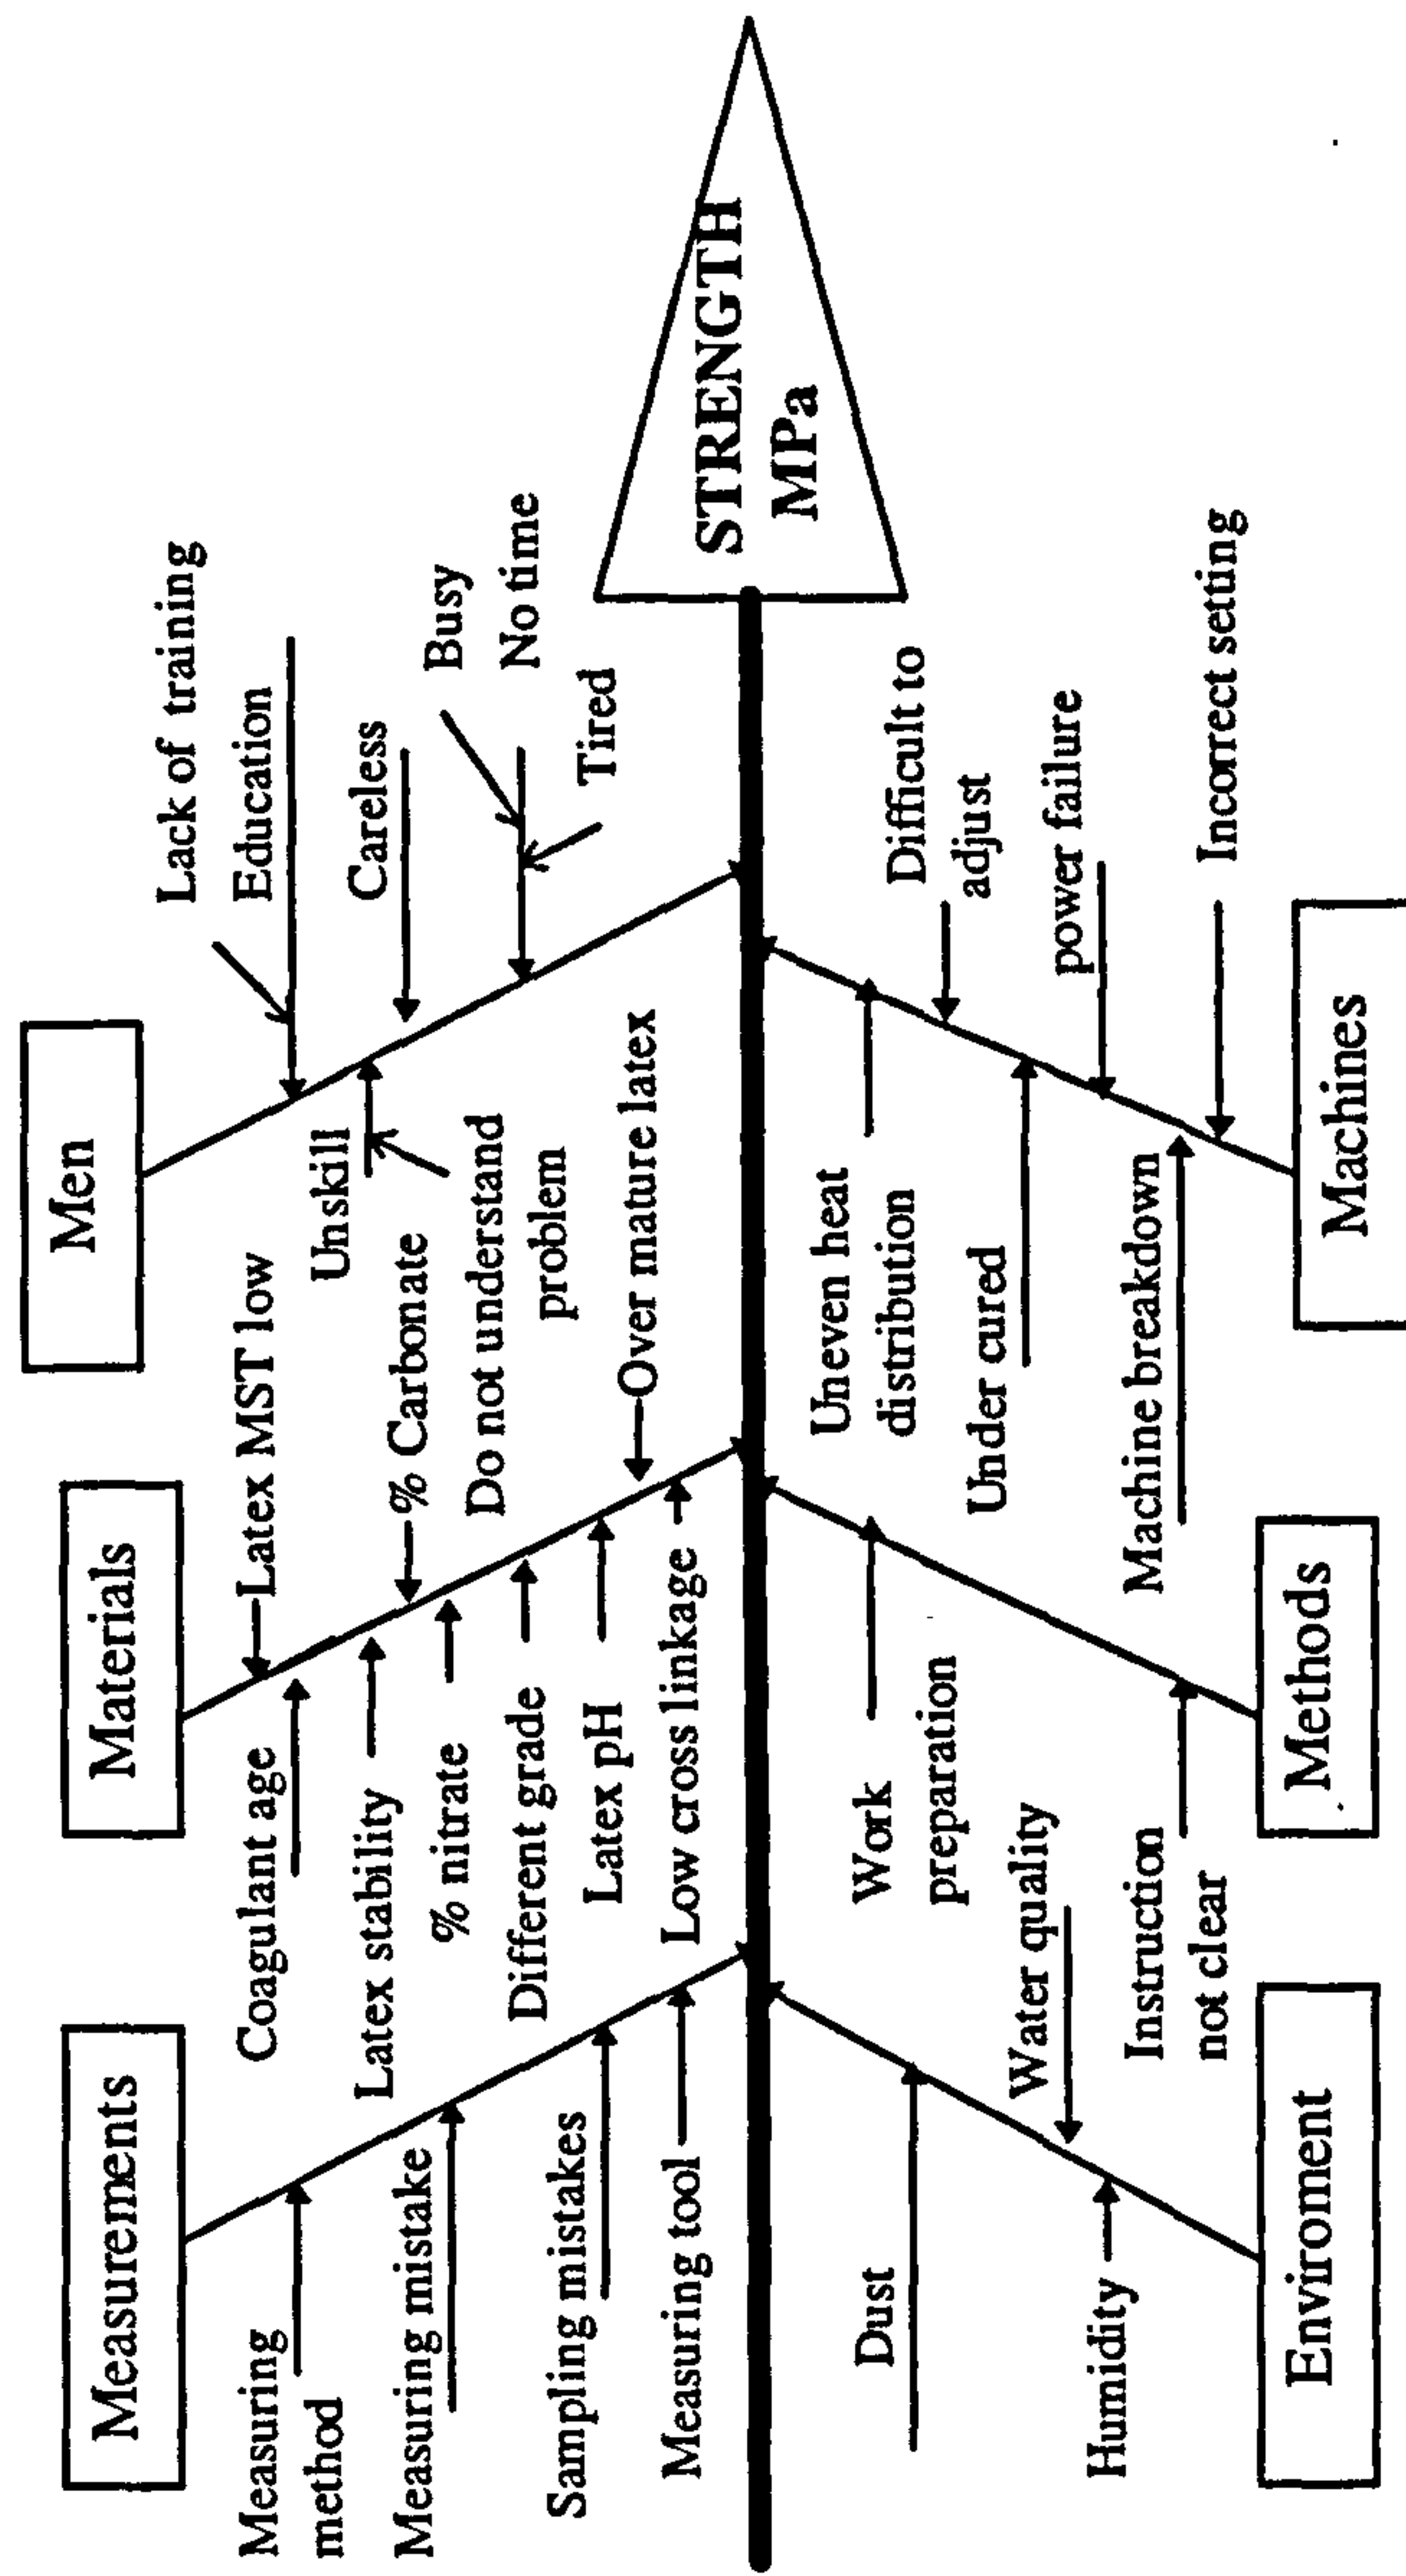 Measurements
Materials
Men
Measuring
method
Measuring mistake
Sampling mistakes
Measuring tool
Coagulant age
Latex stability
% nitrate
Different grade
Latex pH
Low cross linkage
Latex MST low
% Carbonate
Over mature latex
Unskill
Do not understand
problem
Lack of training
Education
Careless
Busy
No time
Tired
STRENGTH
MPa
Dust
Humidity
Water quality
Work
preparation
Instruction
not clear
Uneven heat
distribution
Under cured
Machine breakdown
Difficult to
adjust
power failure
Incorrect setting
Enviroment
Methods
Machines